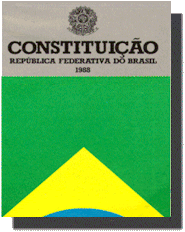 CONSTITUIÇÃO
REPÚBLICA FEDERATIVA DO BRASIL
1988